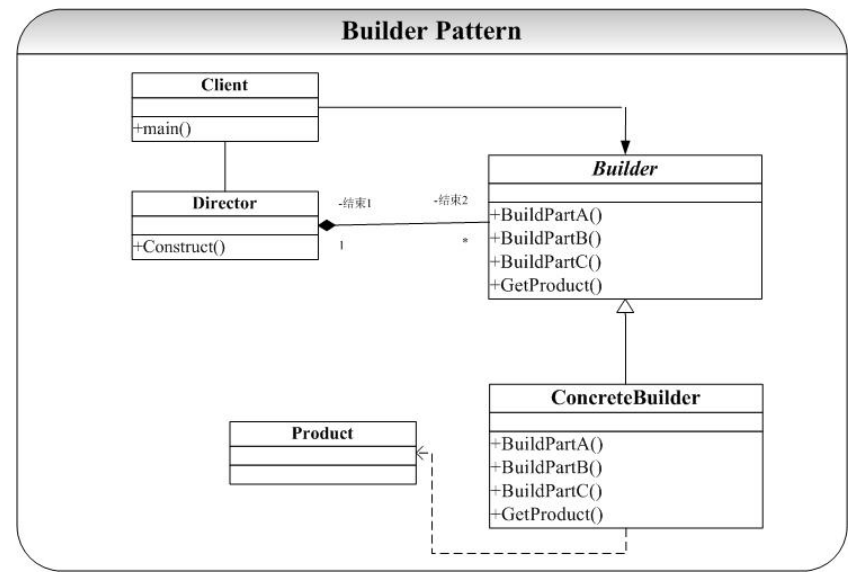 Builder Pattern
Client
+main()
Builder
+BuildPartA()
+BuildPartB()
+BuildPartC()
+GetProduct()
Director
+Construct()
-结束1
-结束2
1
*
ConcreteBuilder
+BuildPartA()
+BuildPartB()
+BuildPartC()
+GetProduct()
Product